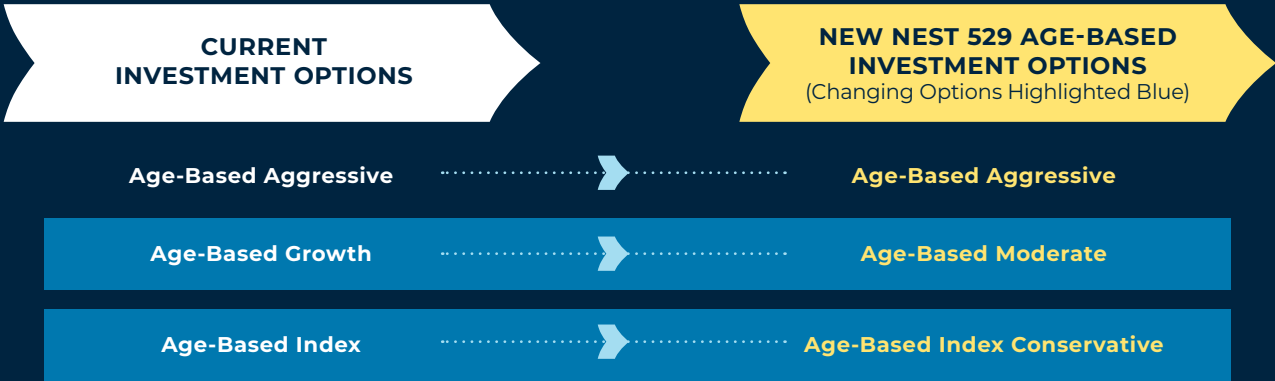 CURRENT
INVESTMENT OPTIONS
NEW NEST 529 AGE-BASED
INVESTMENT OPTIONS
(Changing Options Highlighted Blue)
Age-Based Aggressive
Age-Based Aggressive
Age-Based Growth
Age-Based Moderate
Age-Based Index
Age-Based Index Conservative